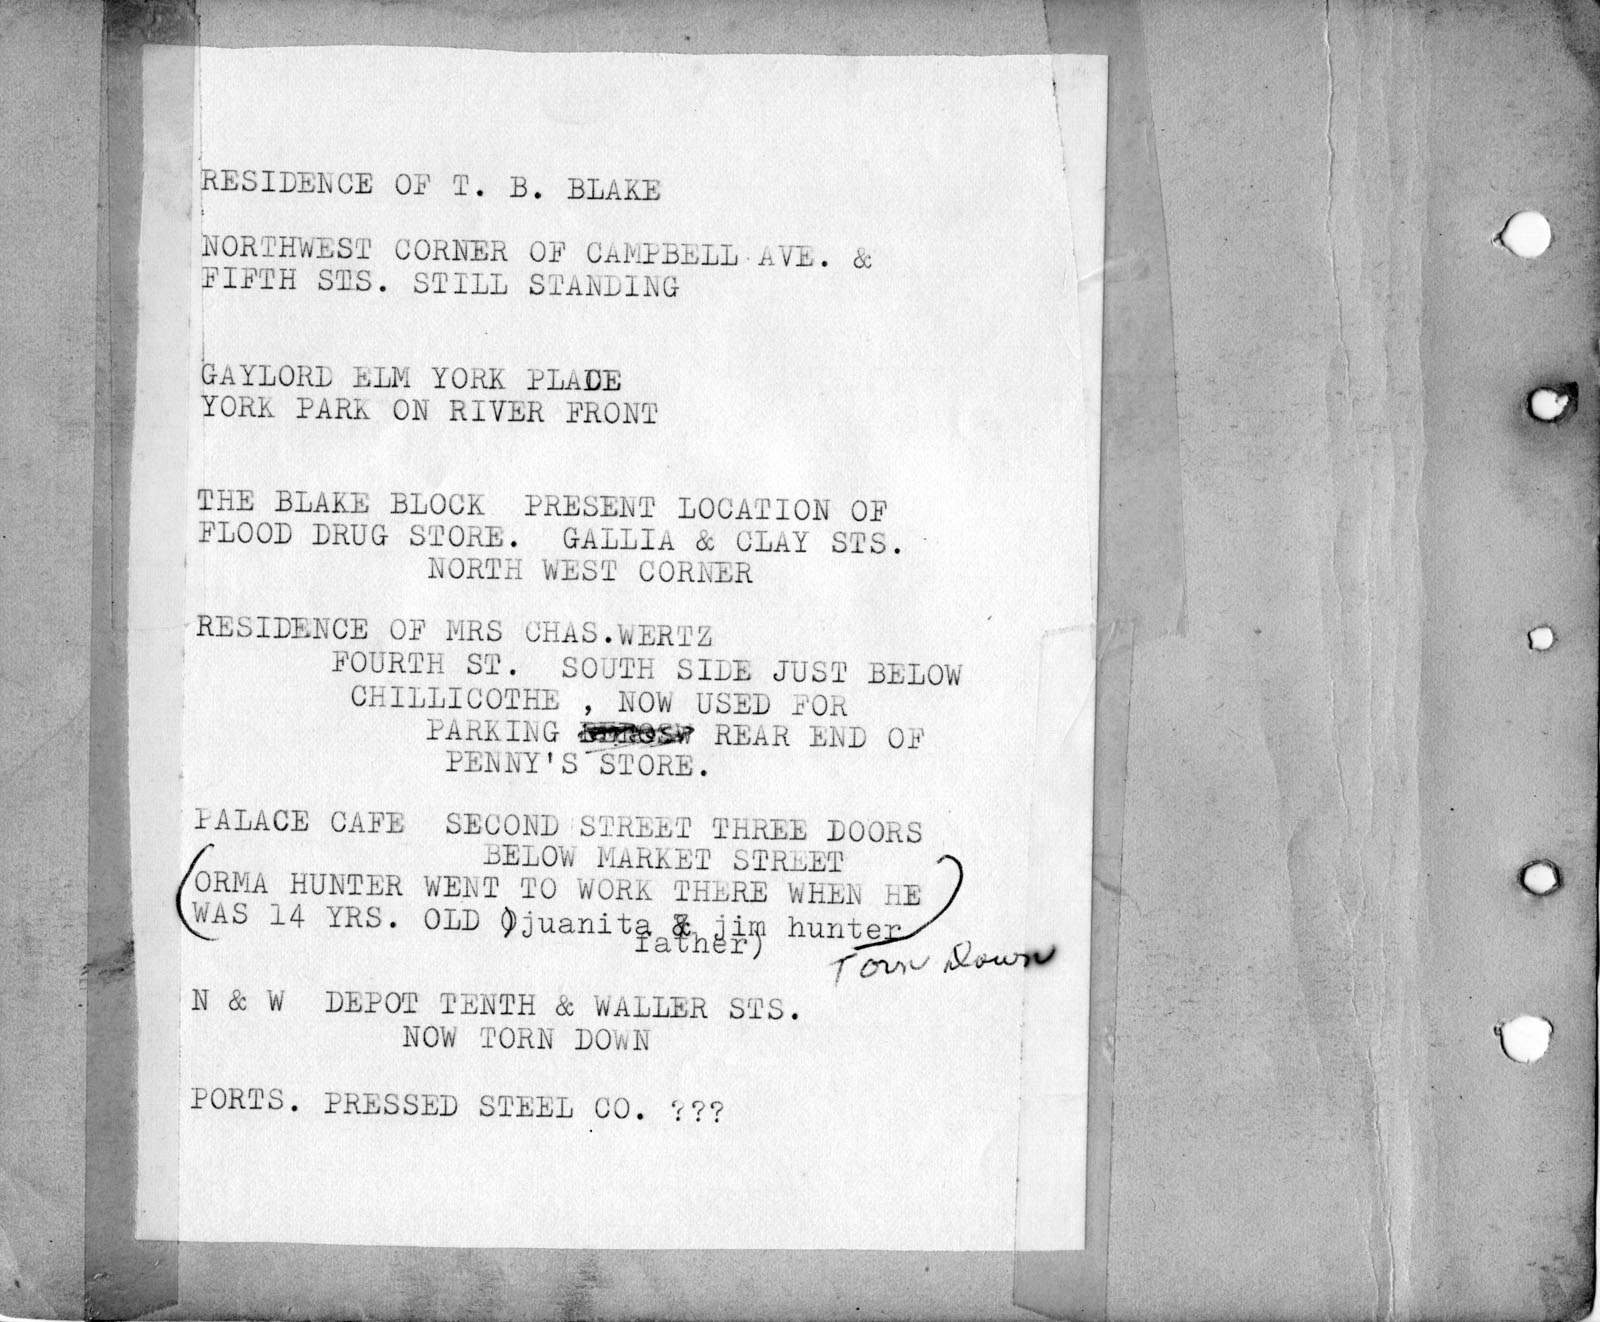 RESIDENCE OF T. B. BLAKE
NORTHWEST CORNER OF CAMPBELL AVE. &
FIFTH STS. STILL STANDING
GAYLORD ELM YORK PLACE
YORK PARK ON RIVER FRONT
THE BLAKE BLOCK PRESENT LOCATION OF
FLOOD DRUG STORE. GALLIA & CLAY STS.
NORTH WEST CORNER
RESIDENCE OF MRS CHAS.WERTZ
FOURTH ST. SOUTH SIDE JUST BELOW
CHILLICOTHE , NOW USED FOR
PARKING REAR END OF
PENNY'S STORE.
PALACE CAFE SECOND STREET THREE DOORS
BELOW MARKET STREET
(ORMA HUNTER WENT TO WORK THERE WHEN HE
WAS 14 YRS. OLD )juanita & jim hunter)
father)
Torn Down
N & W DEPOT TENTH & WALLER STS.
NOW TORN DOWN
PORTS. PRESSED STEEL CO. ???